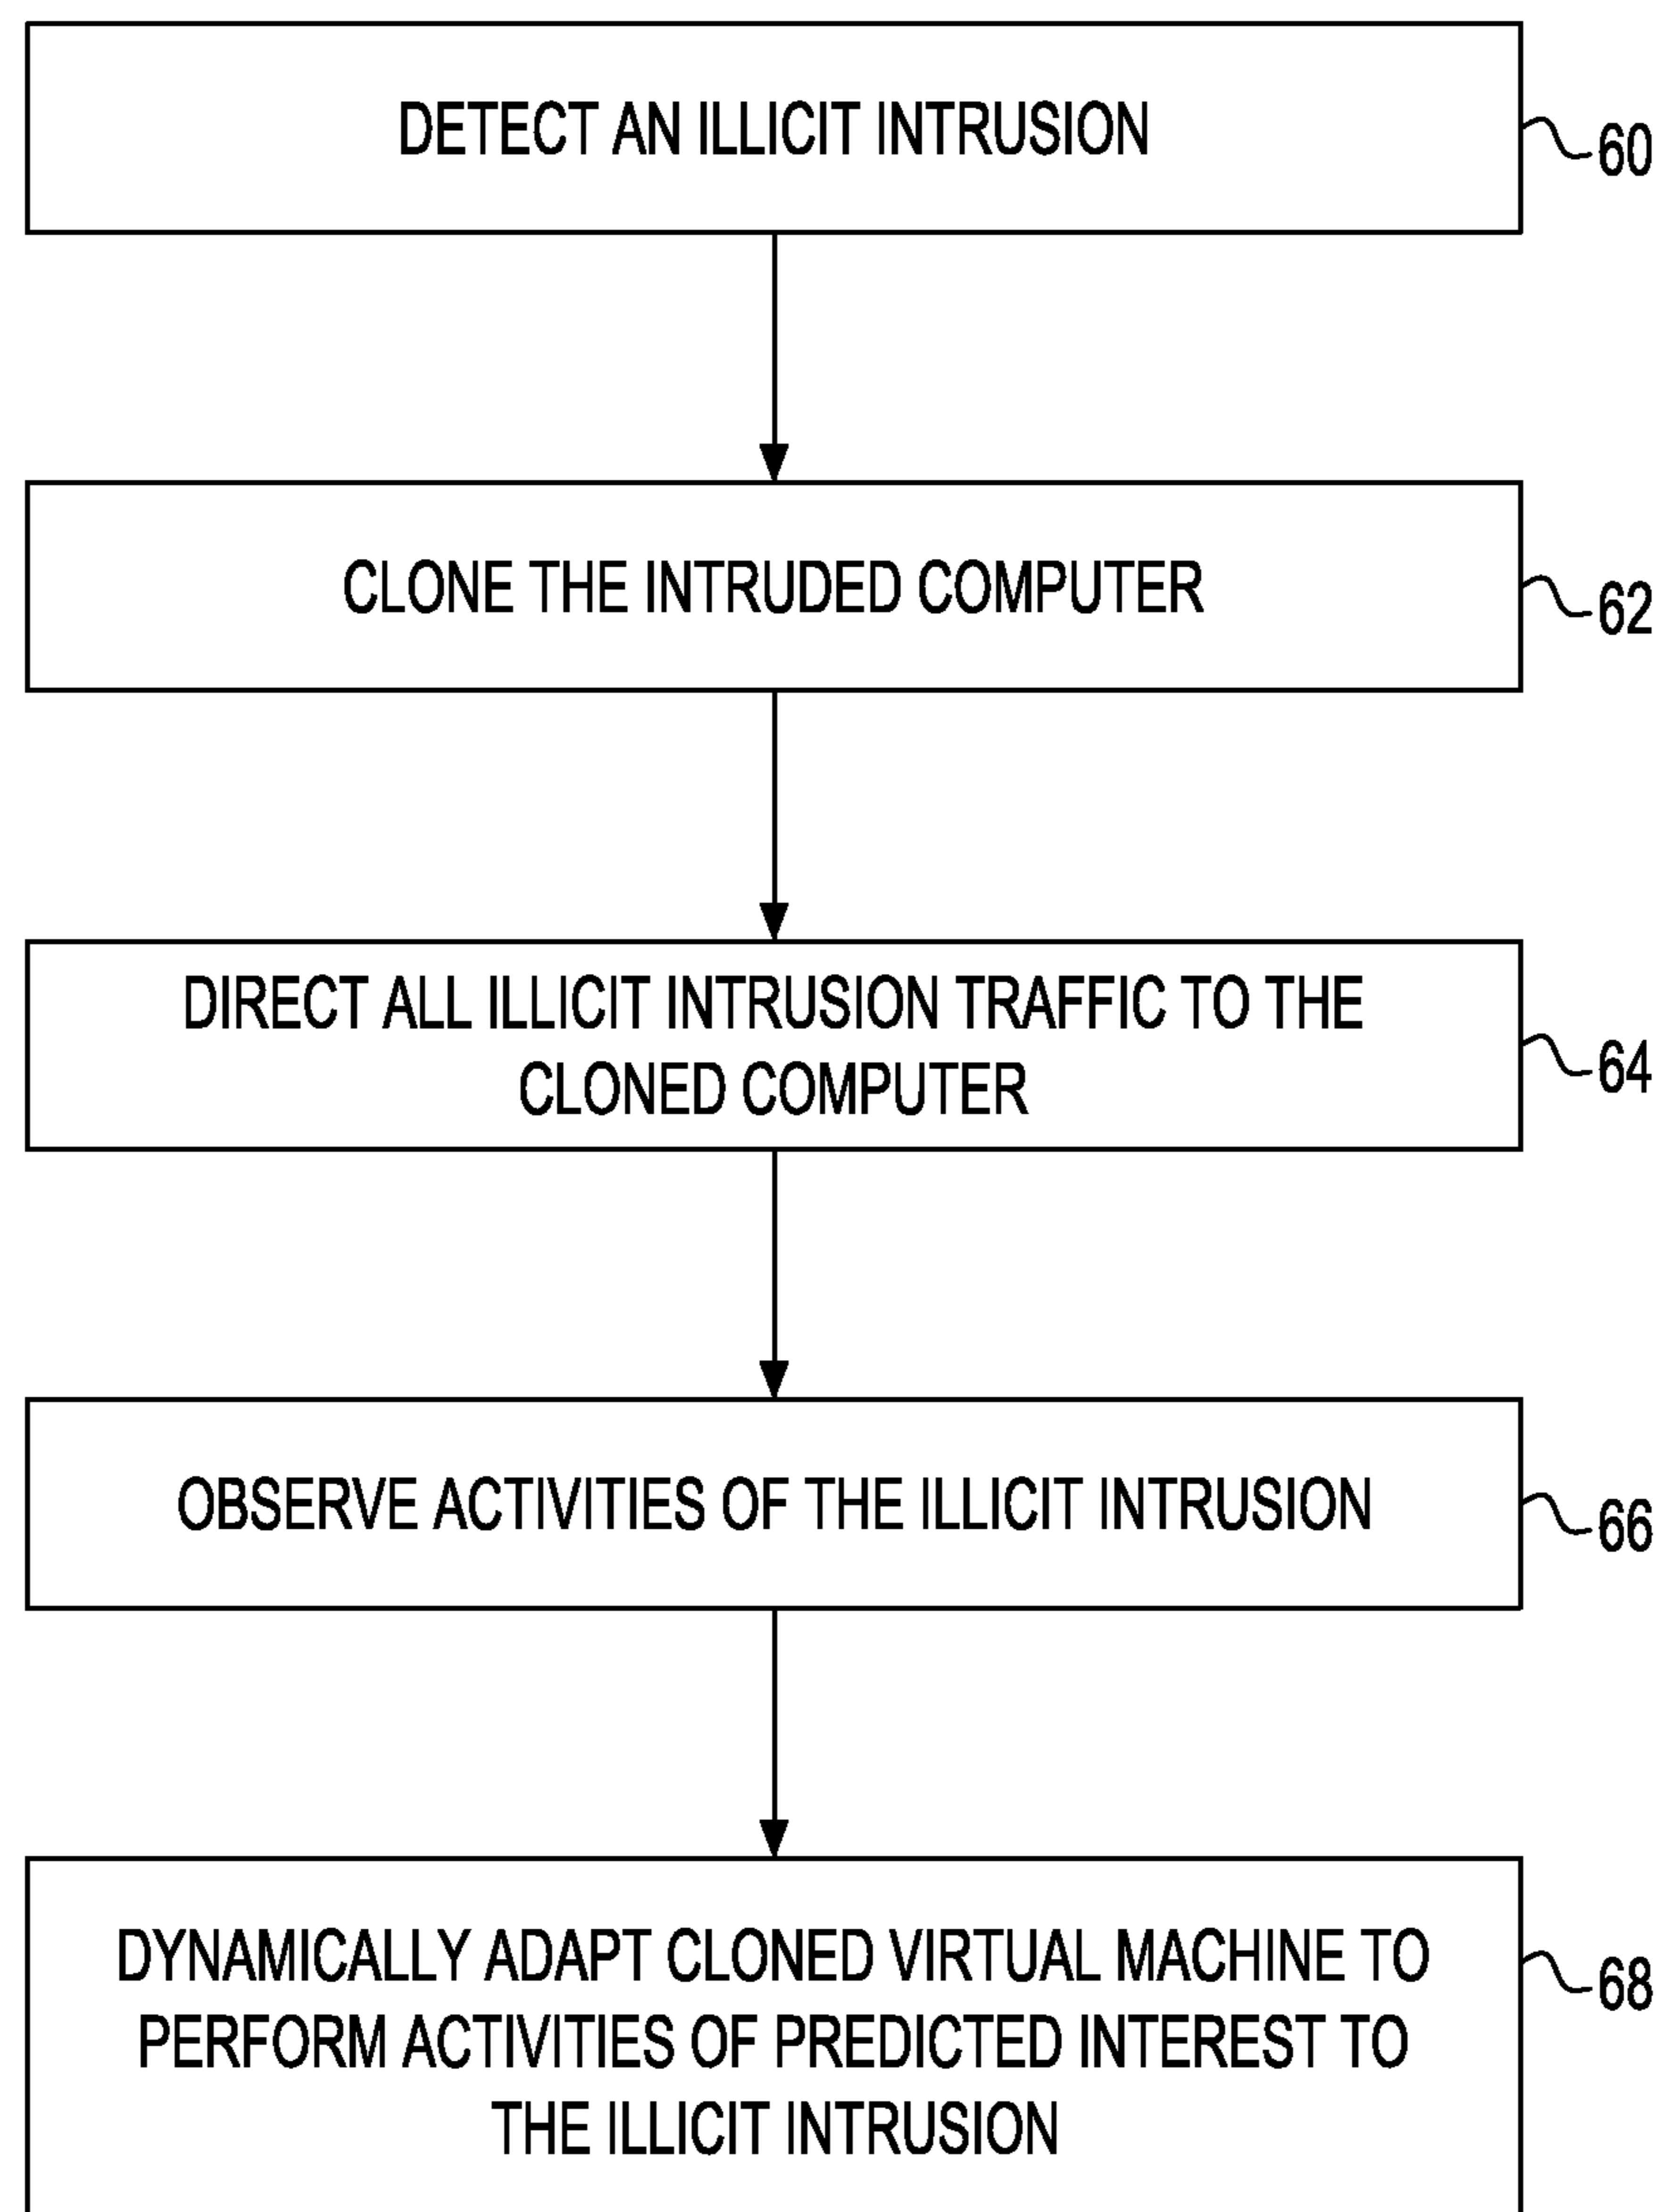 DETECT AN ILLICIT INTRUSION
60
CLONE THE INTRUDED COMPUTER
62
DIRECT ALL ILLICIT INTRUSION TRAFFIC TO THE
CLONED COMPUTER
64
OBSERVE ACTIVITIES OF THE ILLICIT INTRUSION
66
DYNAMICALLY ADAPT CLONED VIRTUAL MACHINE TO
PERFORM ACTIVITIES OF PREDICTED INTEREST TO
THE ILLICIT INTRUSION
68